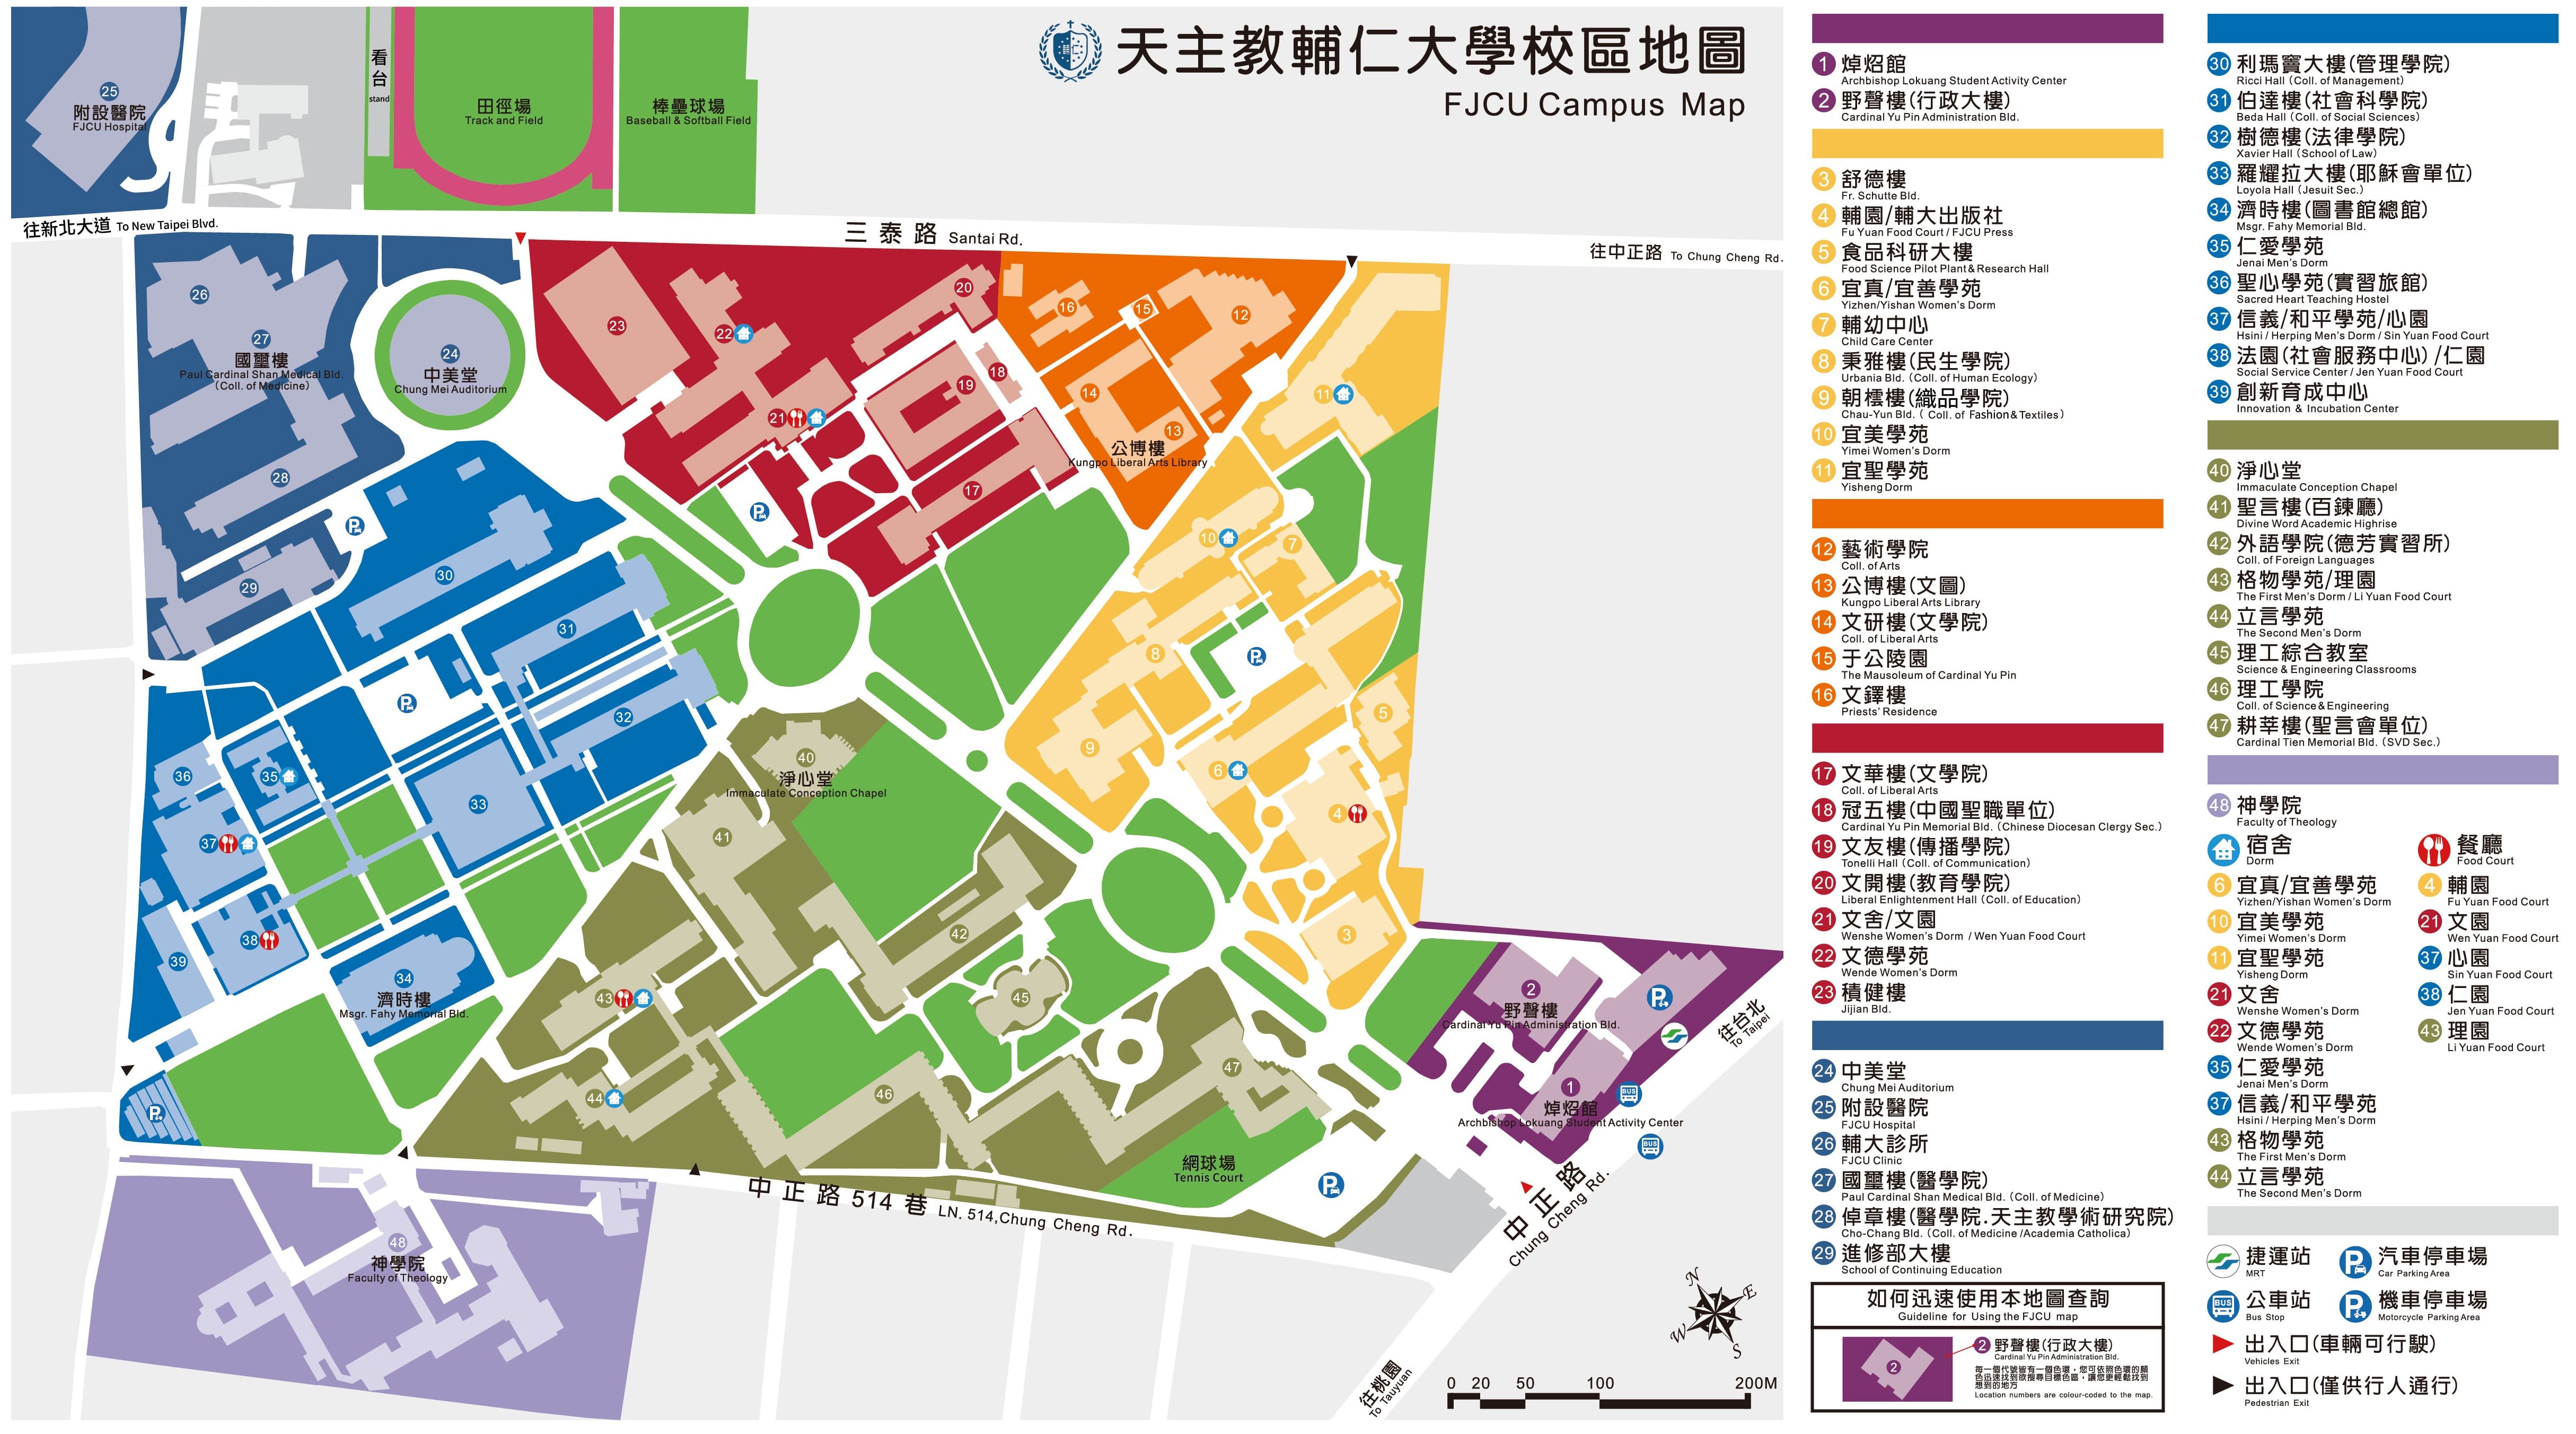 天主教輔仁大學校區地圖
FJCU Campus Map
25
附設醫院
FJCU Hospital
看台
stand
田徑場
Track and Field
棒壘球場
Baseball & Softball Field
往新北大道 To New Taipei Blvd.
三泰路 Santai Rd.
往中正路 To Chung Cheng Rd.
26
27
國璽樓
Paul Cardinal Shan Medical Bld.
(Coll. of Medicine)
24
中美堂
Chung Mei Auditorium
28
29
23
22
20
21
19
18
17
16
15
12
14
13
公博樓
Kungpo Liberal Arts Library
11
10
7
8
9
5
6
4
3
30
31
32
33
36
35
37
38
39
34
濟時樓
Msgr. Fahy Memorial Bld.
40
淨心堂
Immaculate Conception Chapel
41
42
43
44
45
46
47
網球場
Tennis Court
2
野聲樓
Cardinal Yu Pin Administration Bld.
1
焯炤館
Archbishop Lokuang Student Activity Center
BUS
BUS
P
P
P
P
P
P
P
往台北
To Taipei
中正路
Chung Cheng Rd.
中正路514巷 LN. 514,Chung Cheng Rd.
往桃園
To Tauyuan
48
神學院
Faculty of Theology
N
E
W
S
0 20 50 100 200M
1 焯炤館
Archbishop Lokuang Student Activity Center
2 野聲樓(行政大樓)
Cardinal Yu Pin Administration Bld.
3 舒德樓
Fr. Schutte Bld.
4 輔園/輔大出版社
Fu Yuan Food Court / FJCU Press
5 食品科研大樓
Food Science Pilot Plant & Research Hall
6 宜真/宜善學苑
Yizhen/Yishan Women's Dorm
7 輔幼中心
Child Care Center
8 秉雅樓(民生學院)
Urbania Bld. (Coll. of Human Ecology)
9 朝橒樓(織品學院)
Chau-Yun Bld. ( Coll. of Fashion & Textiles )
10 宜美學苑
Yimei Women's Dorm
11 宜聖學苑
Yisheng Dorm
12 藝術學院
Coll. of Arts
13 公博樓(文圖)
Kungpo Liberal Arts Library
14 文研樓(文學院)
Coll. of Liberal Arts
15 于公陵園
The Mausoleum of Cardinal Yu Pin
16 文鐸樓
Priests' Residence
17 文華樓(文學院)
Coll. of Liberal Arts
18 冠五樓(中國聖職單位)
Cardinal Yu Pin Memorial Bld. (Chinese Diocesan Clergy Sec.)
19 文友樓(傳播學院)
Tonelli Hall (Coll. of Communication)
20 文開樓(教育學院)
Liberal Enlightenment Hall (Coll. of Education)
21 文舍/文園
Wenshe Women's Dorm / Wen Yuan Food Court
22 文德學苑
Wende Women's Dorm
23 積健樓
Jijian Bld.
24 中美堂
Chung Mei Auditorium
25 附設醫院
FJCU Hospital
26 輔大診所
FJCU Clinic
27 國璽樓(醫學院)
Paul Cardinal Shan Medical Bld. (Coll. of Medicine)
28 倬章樓(醫學院.天主教學術研究院)
Cho-Chang Bld. (Coll. of Medicine /Academia Catholica)
29 進修部大樓
School of Continuing Education
如何迅速使用本地圖查詢
Guideline for Using the FJCU map
2
2 野聲樓(行政大樓)
Cardinal Yu Pin Administration Bld.
每一個代號皆有一個色環，您可依照色環的顏
色迅速找到欲搜尋目標色區，讓您更輕鬆找到
想到的地方
Location numbers are colour-coded to the map.
30 利瑪竇大樓(管理學院)
Ricci Hall (Coll. of Management)
31 伯達樓(社會科學院)
Beda Hall (Coll. of Social Sciences)
32 樹德樓(法律學院)
Xavier Hall (School of Law)
33 羅耀拉大樓(耶穌會單位)
Loyola Hall (Jesuit Sec.)
34 濟時樓(圖書館總館)
Msgr. Fahy Memorial Bld.
35 仁愛學苑
Jenai Men's Dorm
36 聖心學苑(實習旅館)
Sacred Heart Teaching Hostel
37 信義/和平學苑/心園
Hsini / Herping Men's Dorm / Sin Yuan Food Court
38 法園(社會服務中心) /仁園
Social Service Center / Jen Yuan Food Court
39 創新育成中心
Innovation & Incubation Center
40 淨心堂
Immaculate Conception Chapel
41 聖言樓(百鍊廳)
Divine Word Academic Highrise
42 外語學院(德芳實習所)
Coll. of Foreign Languages
43 格物學苑/理園
The First Men's Dorm / Li Yuan Food Court
44 立言學苑
The Second Men's Dorm
45 理工綜合教室
Science & Engineering Classrooms
46 理工學院
Coll. of Science & Engineering
47 耕莘樓(聖言會單位)
Cardinal Tien Memorial Bld. (SVD Sec.)
48 神學院
Faculty of Theology
宿舍
Dorm
6 宜真/宜善學苑
Yizhen/Yishan Women's Dorm
10 宜美學苑
Yimei Women's Dorm
11 宜聖學苑
Yisheng Dorm
21 文舍
Wenshe Women's Dorm
22 文德學苑
Wende Women's Dorm
35 仁愛學苑
Jenai Men's Dorm
37 信義/和平學苑
Hsini / Herping Men's Dorm
43 格物學苑
The First Men's Dorm
44 立言學苑
The Second Men's Dorm
餐廳
Food Court
4 輔園
Fu Yuan Food Court
21 文園
Wen Yuan Food Court
37 心園
Sin Yuan Food Court
38 仁園
Jen Yuan Food Court
43 理園
Li Yuan Food Court
捷運站
MRT
P 汽車停車場
Car Parking Area
BUS 公車站
Bus Stop
P 機車停車場
Motorcycle Parking Area
出入口(車輛可行駛)
Vehicles Exit
出入口(僅供行人通行)
Pedestrian Exit